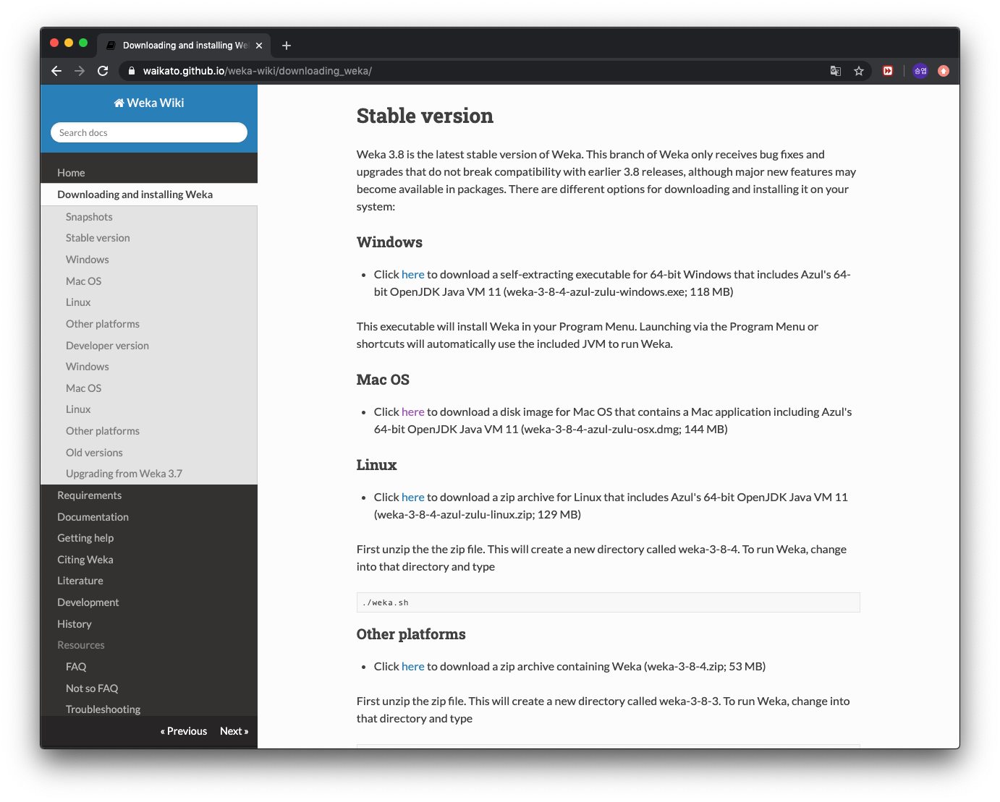 Downloading and installing We
waikato.github.io/weka-wiki/downloading_weka/
승엽
Weka Wiki
Search docs
Home
Downloading and installing Weka
Snapshots
Stable version
Windows
Mac OS
Linux
Other platforms
Developer version
Windows
Mac OS
Linux
Other platforms
Old versions
Upgrading from Weka 3.7
Requirements
Documentation
Getting help
Citing Weka
Literature
Development
History
Resources
FAQ
Not so FAQ
Troubleshooting
« Previous Next »
Stable version
Weka 3.8 is the latest stable version of Weka. This branch of Weka only receives bug fixes and
upgrades that do not break compatibility with earlier 3.8 releases, although major new features may
become available in packages. There are different options for downloading and installing it on your
system:
Windows
• Click here to download a self-extracting executable for 64-bit Windows that includes Azul's 64-
bit OpenJDK Java VM 11 (weka-3-8-4-azul-zulu-windows.exe; 118 MB)
This executable will install Weka in your Program Menu. Launching via the Program Menu or
shortcuts will automatically use the included JVM to run Weka.
Mac OS
• Click here to download a disk image for Mac OS that contains a Mac application including Azul's
64-bit OpenJDK Java VM 11 (weka-3-8-4-azul-zulu-osx.dmg; 144 MB)
Linux
• Click here to download a zip archive for Linux that includes Azul's 64-bit OpenJDK Java VM 11
(weka-3-8-4-azul-zulu-linux.zip; 129 MB)
First unzip the the zip file. This will create a new directory called weka-3-8-4. To run Weka, change
into that directory and type
./weka.sh
Other platforms
• Click here to download a zip archive containing Weka (weka-3-8-4.zip; 53 MB)
First unzip the zip file. This will create a new directory called weka-3-8-3. To run Weka, change into
that directory and type